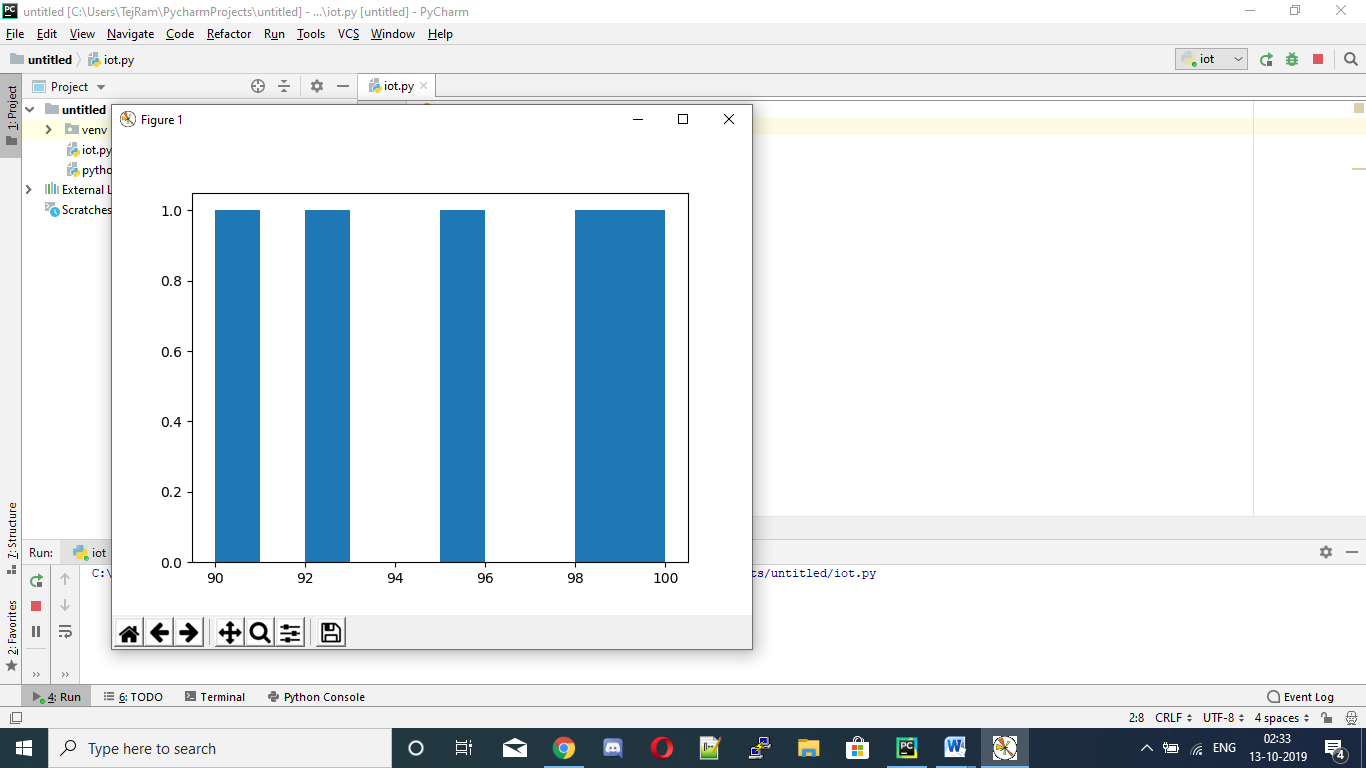 untitled [C:\Users\TejRam\PycharmProjects\untitled] - ...\iot.py [untitled] - PyCharm
File Edit View Navigate Code Refactor Run Tools VCS Window Help
untitled iot.py iot
1: Project
Project iot.py
untitled
venv
iot.py
pytho
External L
Scratches
Figure 1
1.0
0.8
0.6
0.4
0.2
0.0
90 92 94 96 98 100
7: Structure
2: Favorites
Run: iot
C:\ ts/untitled/iot.py
4: Run 6: TODO Terminal Python Console Event Log
2:8 CRLF UTF-8 4 spaces
Type here to search
ENG
02:33
13-10-2019
4